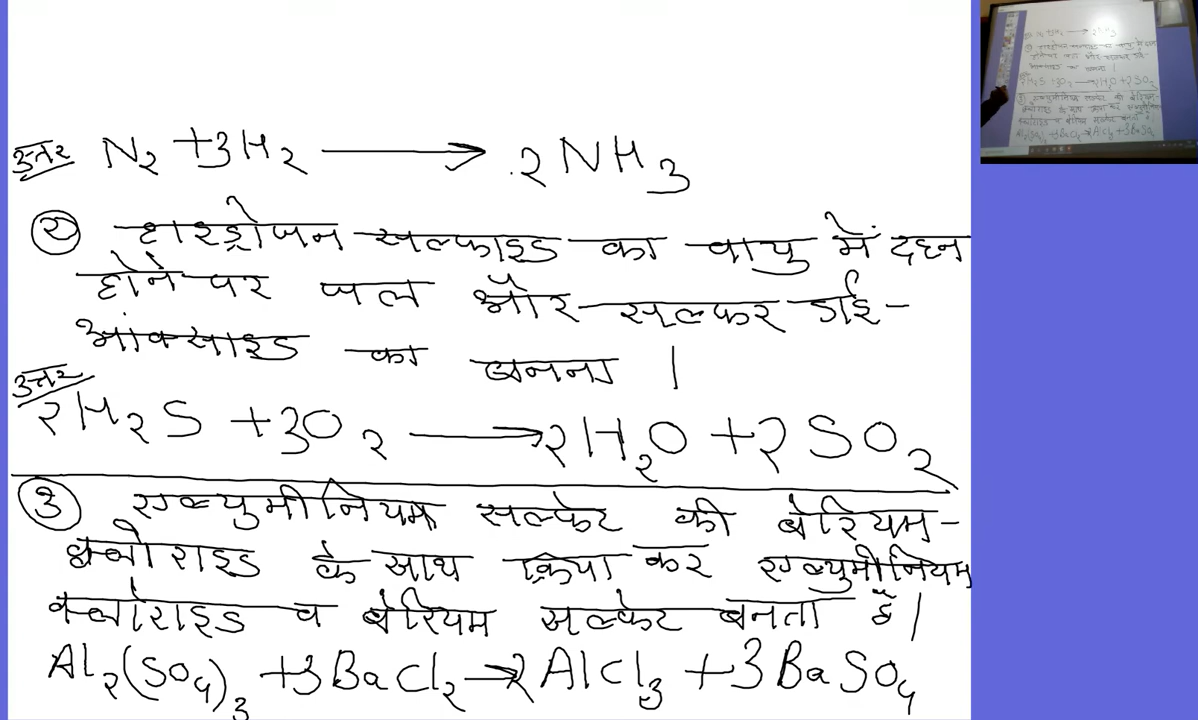 उत्तर N₂ + 3H₂ → 2NH₃
२ हाइड्रोजन सल्फाइड का वायु में दहन
होने पर जल और सल्फर डाई-
ऑक्साइड का बनना |
उत्तर
2H₂S + 3O₂ → 2H₂O + 2SO₂
3 एल्युमीनियम सल्फेट की बेरियम-
क्लोराइड के साथ क्रिया कर एल्युमीनियम
क्लोराइड व बेरियम सल्फेट बनता है |
Al₂(SO₄)₃ + 3BaCl₂ → 2AlCl₃ + 3BaSO₄